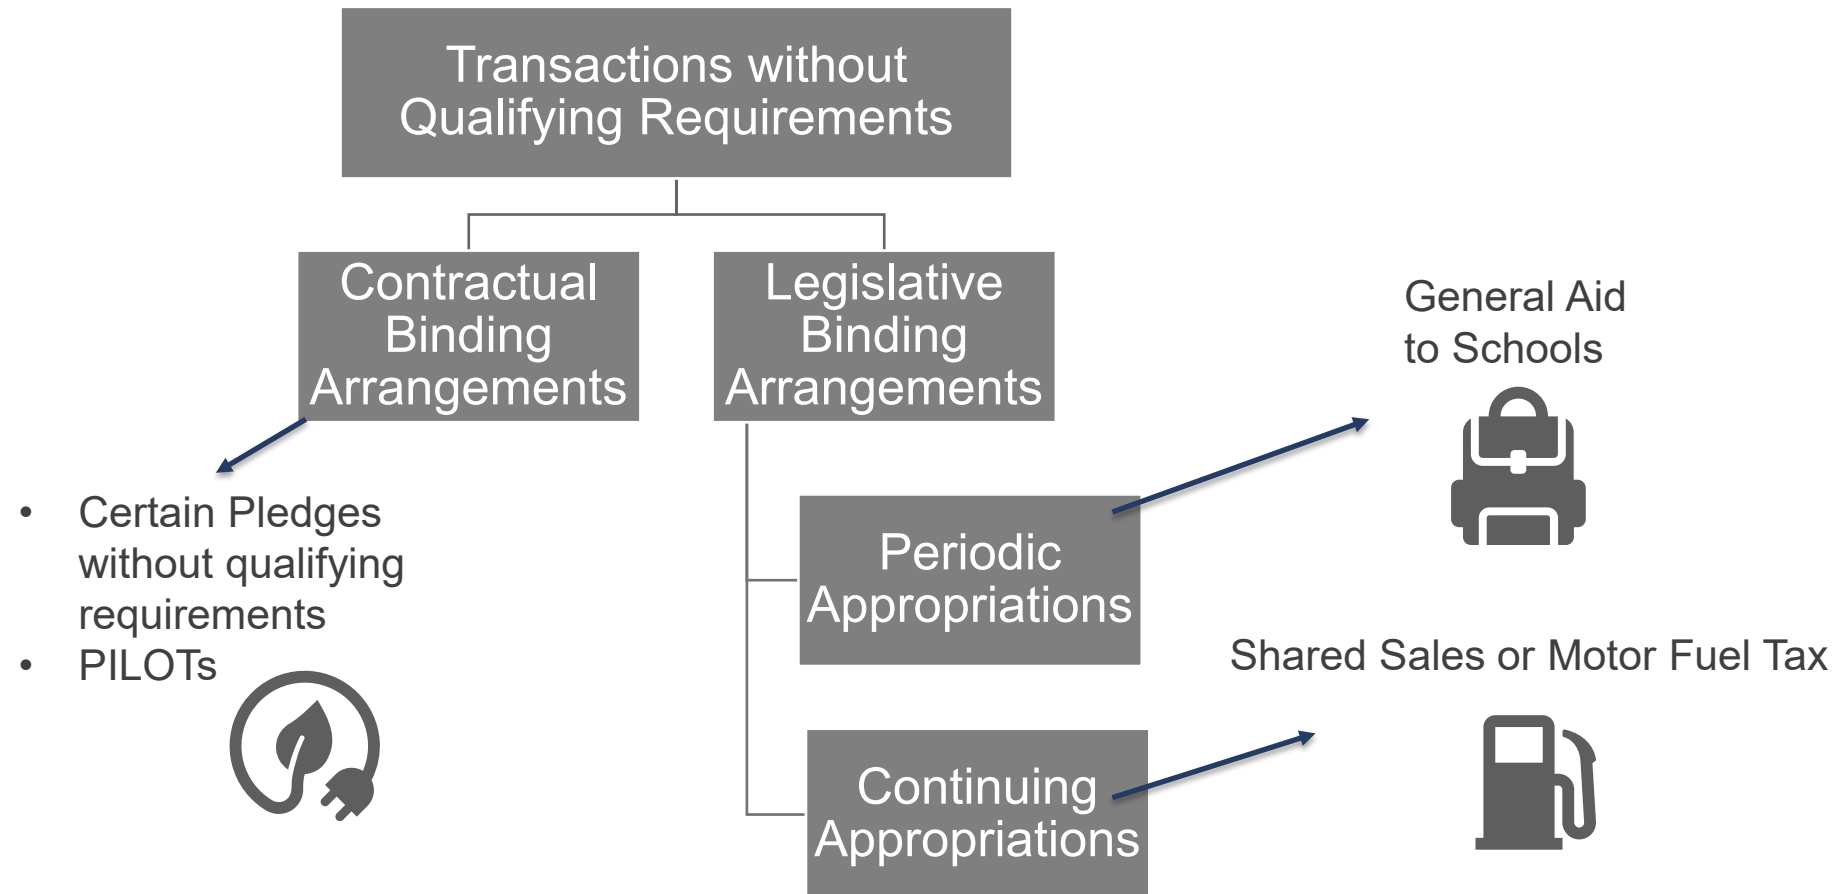 Transactions without
Qualifying Requirements
Contractual
Binding
Arrangements
Legislative
Binding
Arrangements
General Aid
to Schools
• Certain Pledges
without qualifying
requirements
• PILOTs
Periodic
Appropriations
Shared Sales or Motor Fuel Tax
Continuing
Appropriations